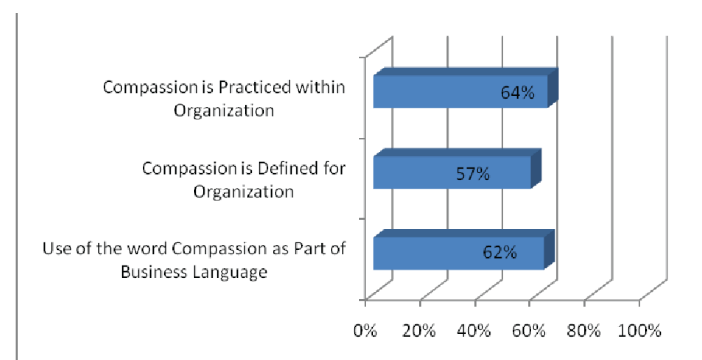 Compassion is Practiced within
Organization
64%
Compassion is Defined for
Organization
57%
Use of the word Compassion as Part of
Business Language
62%
0% 20% 40% 60% 80% 100%